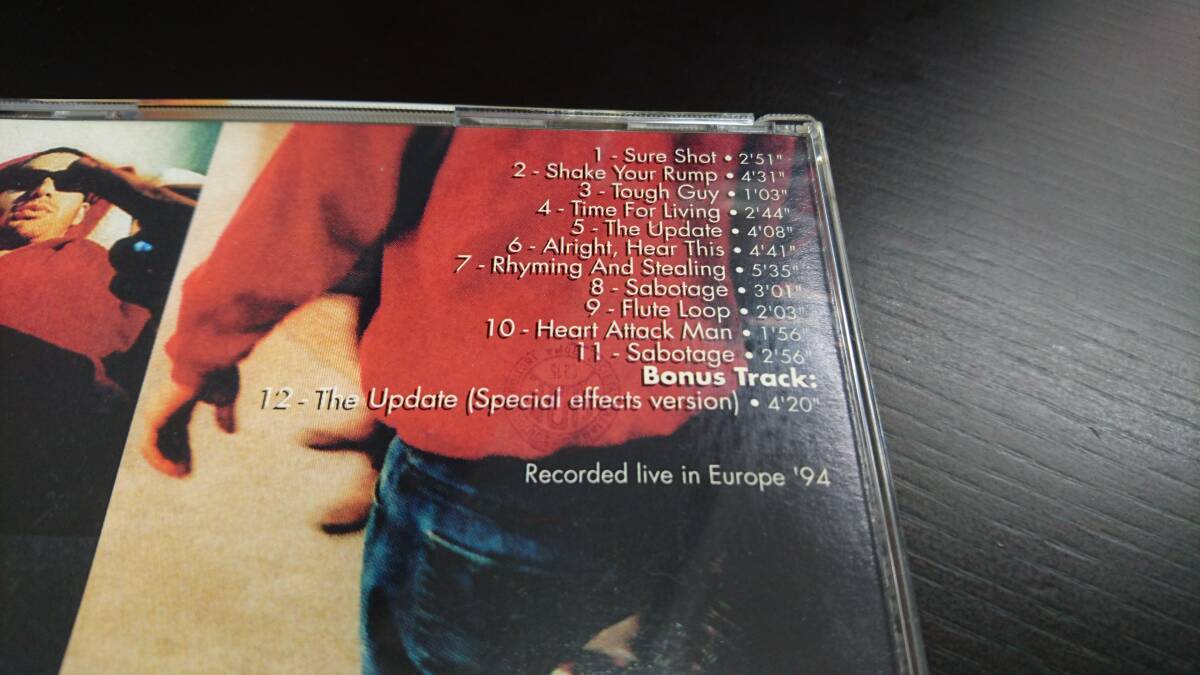 1 - Sure Shot • 2'51"
2 - Shake Your Rump • 4'31"
3 - Tough Guy • 1'03"
4 - Time For Living • 2'44"
5 - The Update • 4'08"
6 - Alright, Hear This • 4'41"
7 - Rhyming And Stealing • 5'35"
8 - Sabotage • 3'01"
9 - Flute Loop • 2'03"
10 - Heart Attack Man • 1'56"
11 - Sabotage • 2'56"
Bonus Track:
12 - The Update (Special effects version) • 4'20"
Recorded live in Europe '94